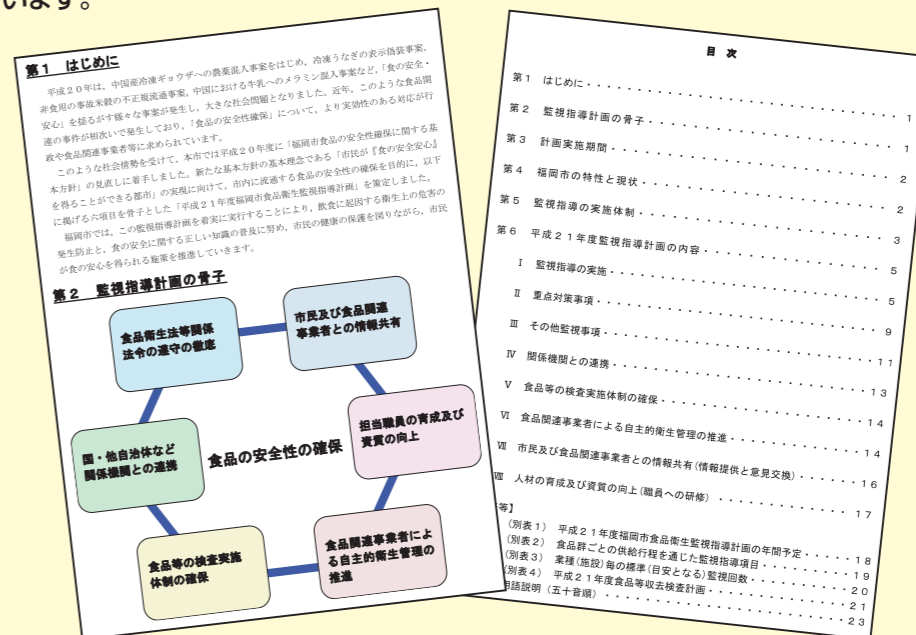 います。
第1　はじめに
平成20年は，中国産冷凍ギョウザへの農薬混入事案をはじめ，冷凍うなぎの表示偽装事案，
非食用の事故米穀の不正規流通事案，中国における牛乳へのメラミン混入事案など，「食の安全・
安心」を揺るがす様々な事案が発生し，大きな社会問題となりました。近年，このような食品関
連の事件が相次いで発生しており，「食品の安全性確保」について，より実効性のある対応が行
政や食品関連事業者等に求められています。
このような社会情勢を受けて，本市では平成20年度に「福岡市食品の安全性確保に関する基
本方針」の見直しに着手しました。新たな基本方針の基本理念である「市民が『食の安全安心』
を得ることができる都市」の実現に向けて，市内に流通する食品の安全性の確保を目的に，以下
に掲げる六項目を骨子とした「平成21年度福岡市食品衛生監視指導計画」を策定しました。
福岡市では，この監視指導計画を着実に実行することにより，飲食に起因する衛生上の危害の
発生防止と，食の安全に関する正しい知識の普及に努め，市民の健康の保護を図りながら，市民
が食の安心を得られる施策を推進していきます。
第2　監視指導計画の骨子
食品衛生法等関係
法令の遵守の徹底
市民及び食品関連
事業者との情報共有
国・他自治体など
関係機関との連携
食品の安全性の確保
担当職員の育成及び
資質の向上
食品等の検査実施
体制の確保
食品関連事業者によ
る自主的衛生管理の
推進
目　次
第1　はじめに・・・・・・・・・・・・・・・・・・・・・・・・1
第2　監視指導計画の骨子・・・・・・・・・・・・・・・・・・・1
第3　計画実施期間・・・・・・・・・・・・・・・・・・・・・・2
第4　福岡市の特性と現状・・・・・・・・・・・・・・・・・・・2
第5　監視指導の実施体制・・・・・・・・・・・・・・・・・・・3
第6　平成21年度監視指導計画の内容・・・・・・・・・・・・・5
Ⅰ　監視指導の実施・・・・・・・・・・・・・・・・・・・・5
Ⅱ　重点対策事項・・・・・・・・・・・・・・・・・・・・・9
Ⅲ　その他監視事項・・・・・・・・・・・・・・・・・・・・11
Ⅳ　関係機関との連携・・・・・・・・・・・・・・・・・・・13
Ⅴ　食品等の検査実施体制の確保・・・・・・・・・・・・・・14
Ⅵ　食品関連事業者による自主的衛生管理の推進・・・・・・・14
Ⅶ　市民及び食品関連事業者との情報共有(情報提供と意見交換)・・・・・・16
Ⅷ　人材の育成及び資質の向上(職員への研修)・・・・・・・・17
等】
(別表1)　平成21年度福岡市食品衛生監視指導計画の年間予定・・・・・・18
(別表2)　食品群ごとの供給行程を通じた監視指導項目・・・・・・・19
(別表3)　業種(施設)毎の標準(目安となる)監視回数・・・・・・・20
(別表4)　平成21年度食品等収去検査計画・・・・・・・・・・・21
用語説明（五十音順）・・・・・・・・・・・・・・・・・・・23